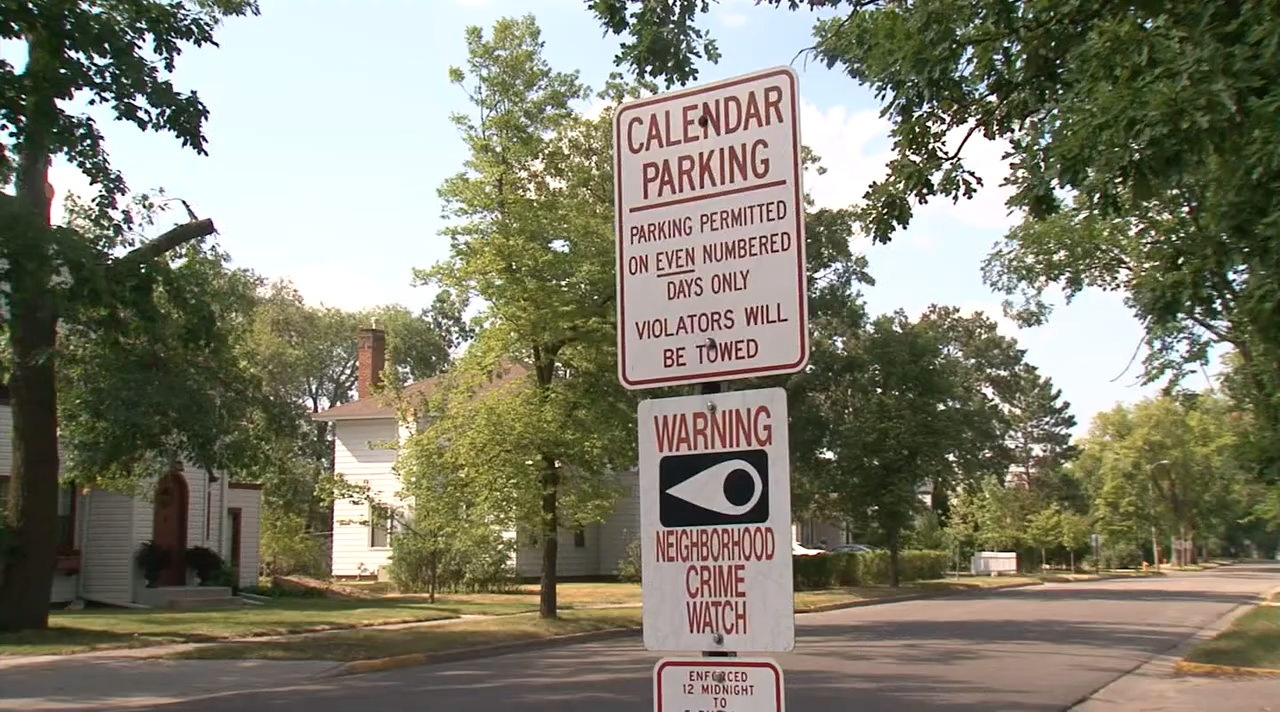 CALENDAR
PARKING
PARKING PERMITTED
ON EVEN NUMBERED
DAYS ONLY
VIOLATORS WILL
BE TOWED
WARNING
NEIGHBORHOOD
CRIME
WATCH
ENFORCED
12 MIDNIGHT
TO